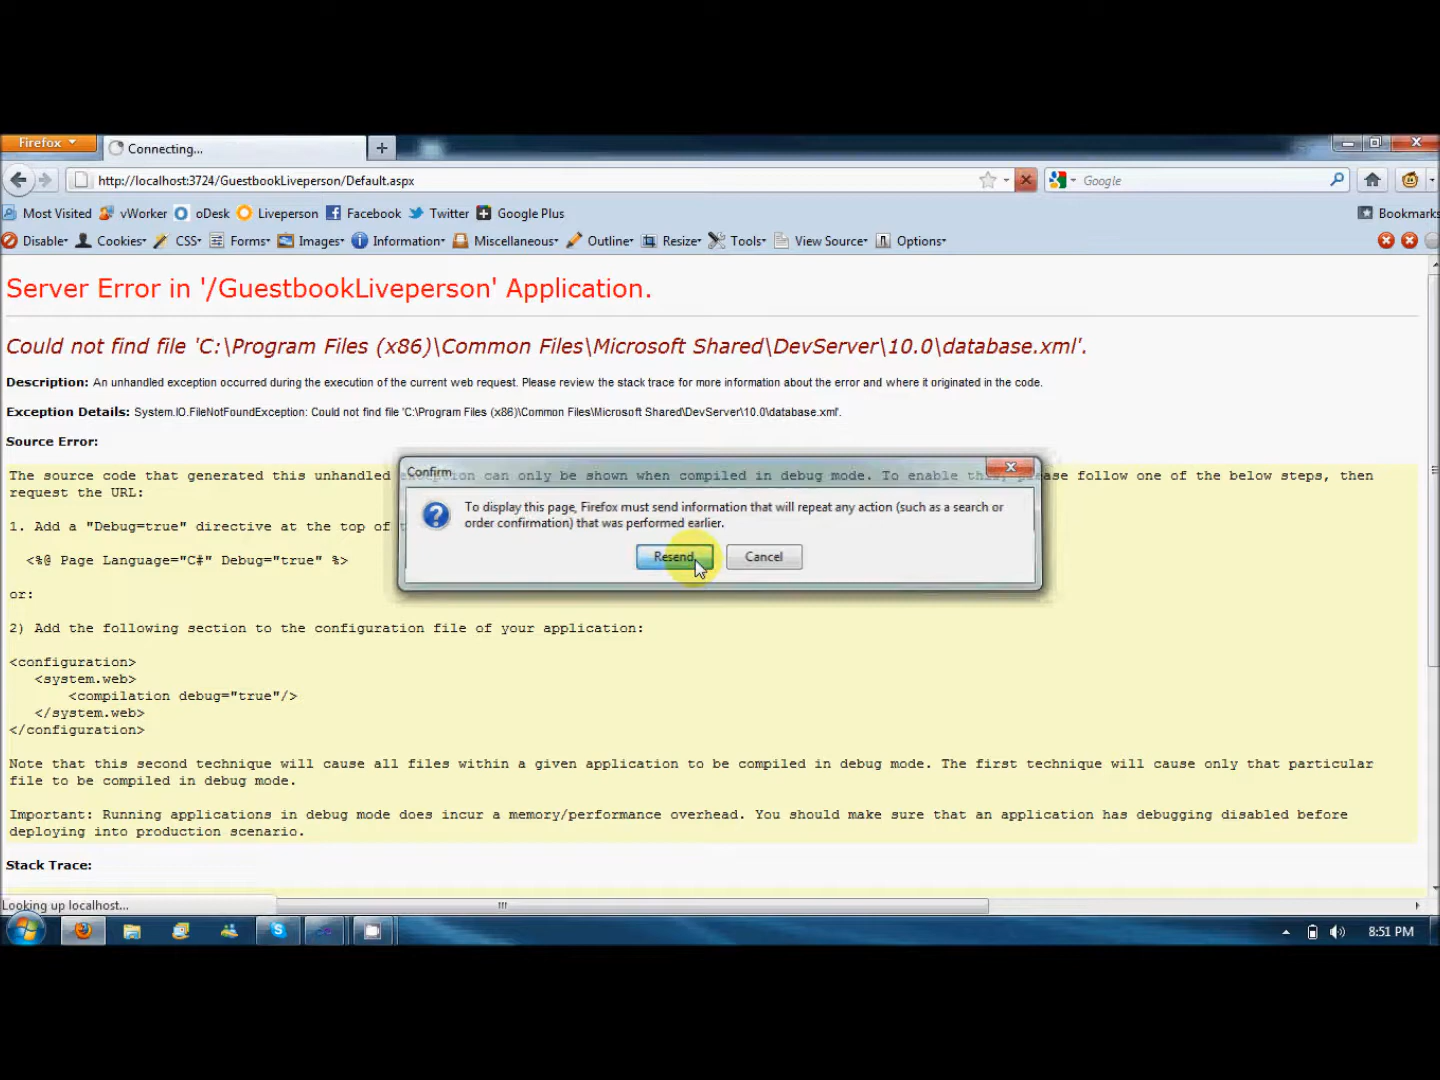 Firefox
Connecting...
http://localhost:3724/GuestbookLiveperson/Default.aspx
Google
Most Visited vWorker oDesk Liveperson Facebook Twitter Google Plus
Bookmarks
Disable Cookies CSS Forms Images Information Miscellaneous Outline Resize Tools View Source Options
Server Error in '/GuestbookLiveperson' Application.
Could not find file 'C:\Program Files (x86)\Common Files\Microsoft Shared\DevServer\10.0\database.xml'.
Description: An unhandled exception occurred during the execution of the current web request. Please review the stack trace for more information about the error and where it originated in the code.
Exception Details: System.IO.FileNotFoundException: Could not find file 'C:\Program Files (x86)\Common Files\Microsoft Shared\DevServer\10.0\database.xml'.
Source Error:
The source code that generated this unhandled exception can only be shown when compiled in debug mode. To enable this, please follow one of the below steps, then
request the URL:
1. Add a "Debug=true" directive at the top of
<%@ Page Language="C#" Debug="true" %>
or:
2) Add the following section to the configuration file of your application:
<configuration>
<system.web>
<compilation debug="true"/>
</system.web>
</configuration>
Note that this second technique will cause all files within a given application to be compiled in debug mode. The first technique will cause only that particular
file to be compiled in debug mode.
Important: Running applications in debug mode does incur a memory/performance overhead. You should make sure that an application has debugging disabled before
deploying into production scenario.
Stack Trace:
Confirm
To display this page, Firefox must send information that will repeat any action (such as a search or
order confirmation) that was performed earlier.
Resend
Cancel
Looking up localhost...
8:51 PM